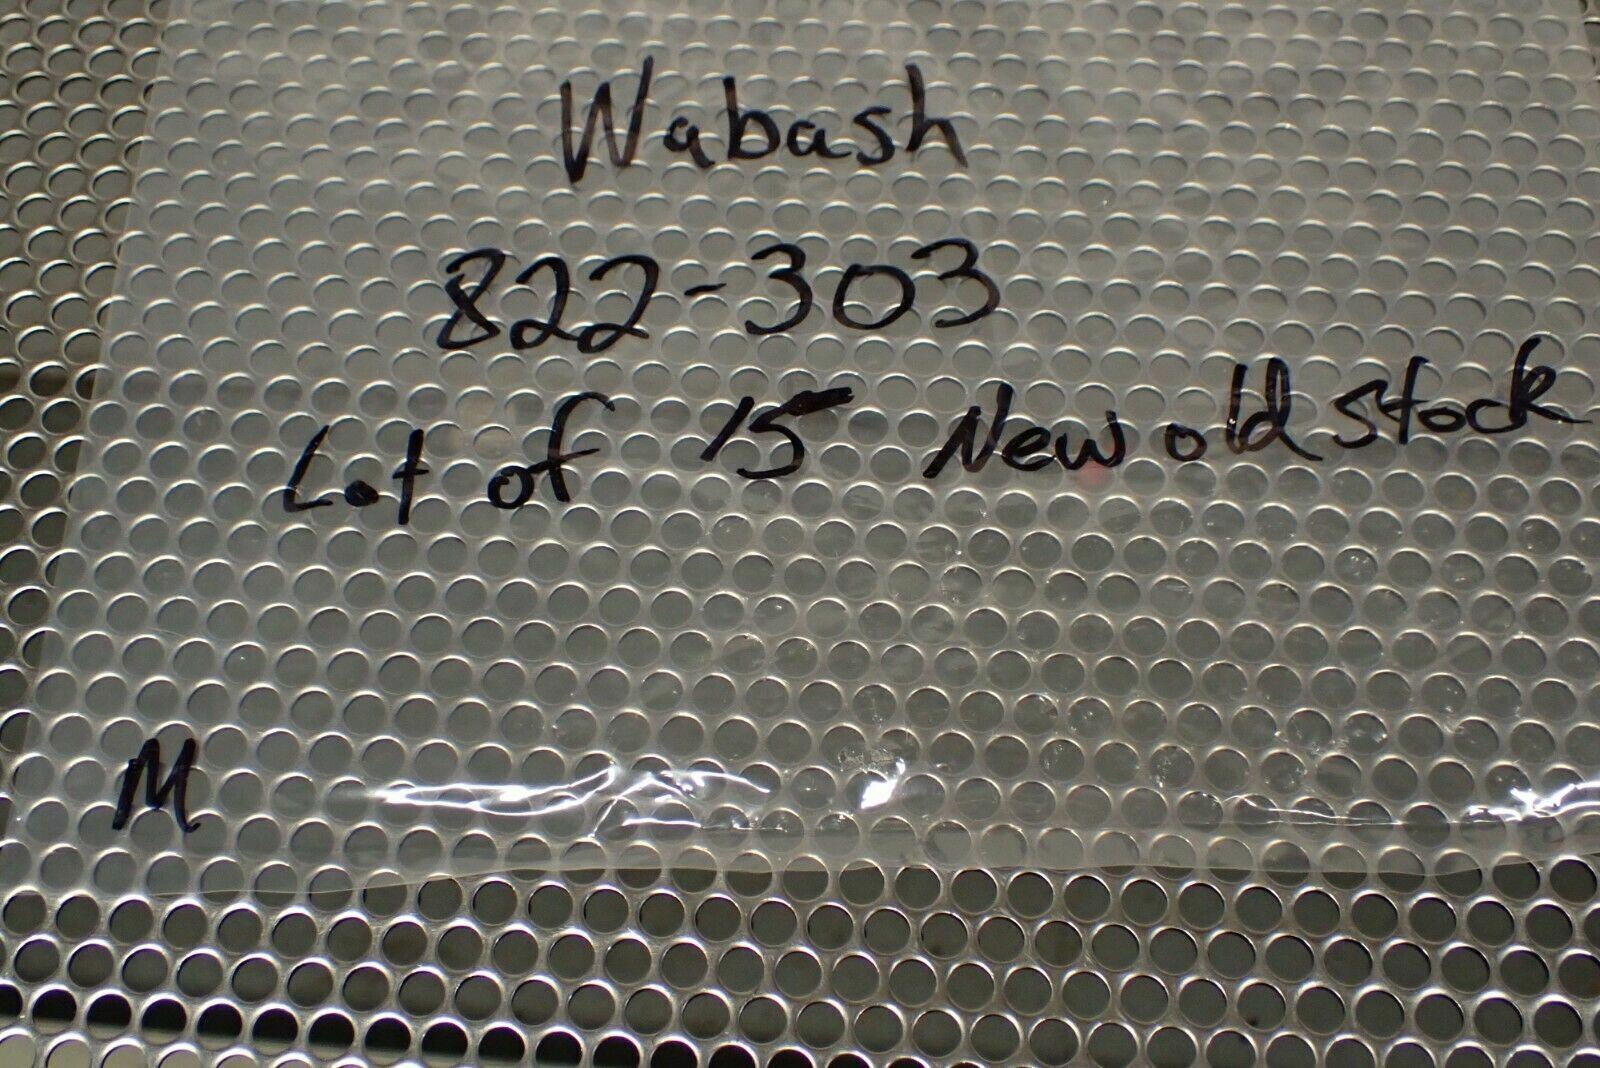 Wabash
822-303
Lot of 15 New old Stock
M